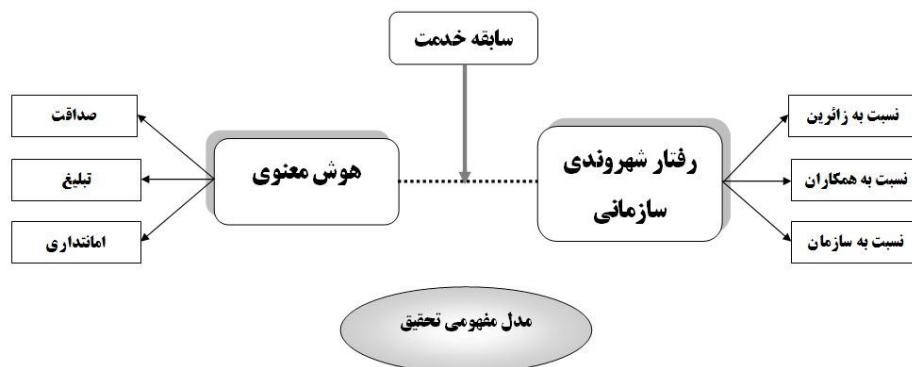 سابقه خدمت
نسبت به زائرین
نسبت به همکاران
نسبت به سازمان
رفتار شهروندی
سازمانی
هوش معنوی
صداقت
تبلیغ
امانتداری
مدل مفهومی تحقیق